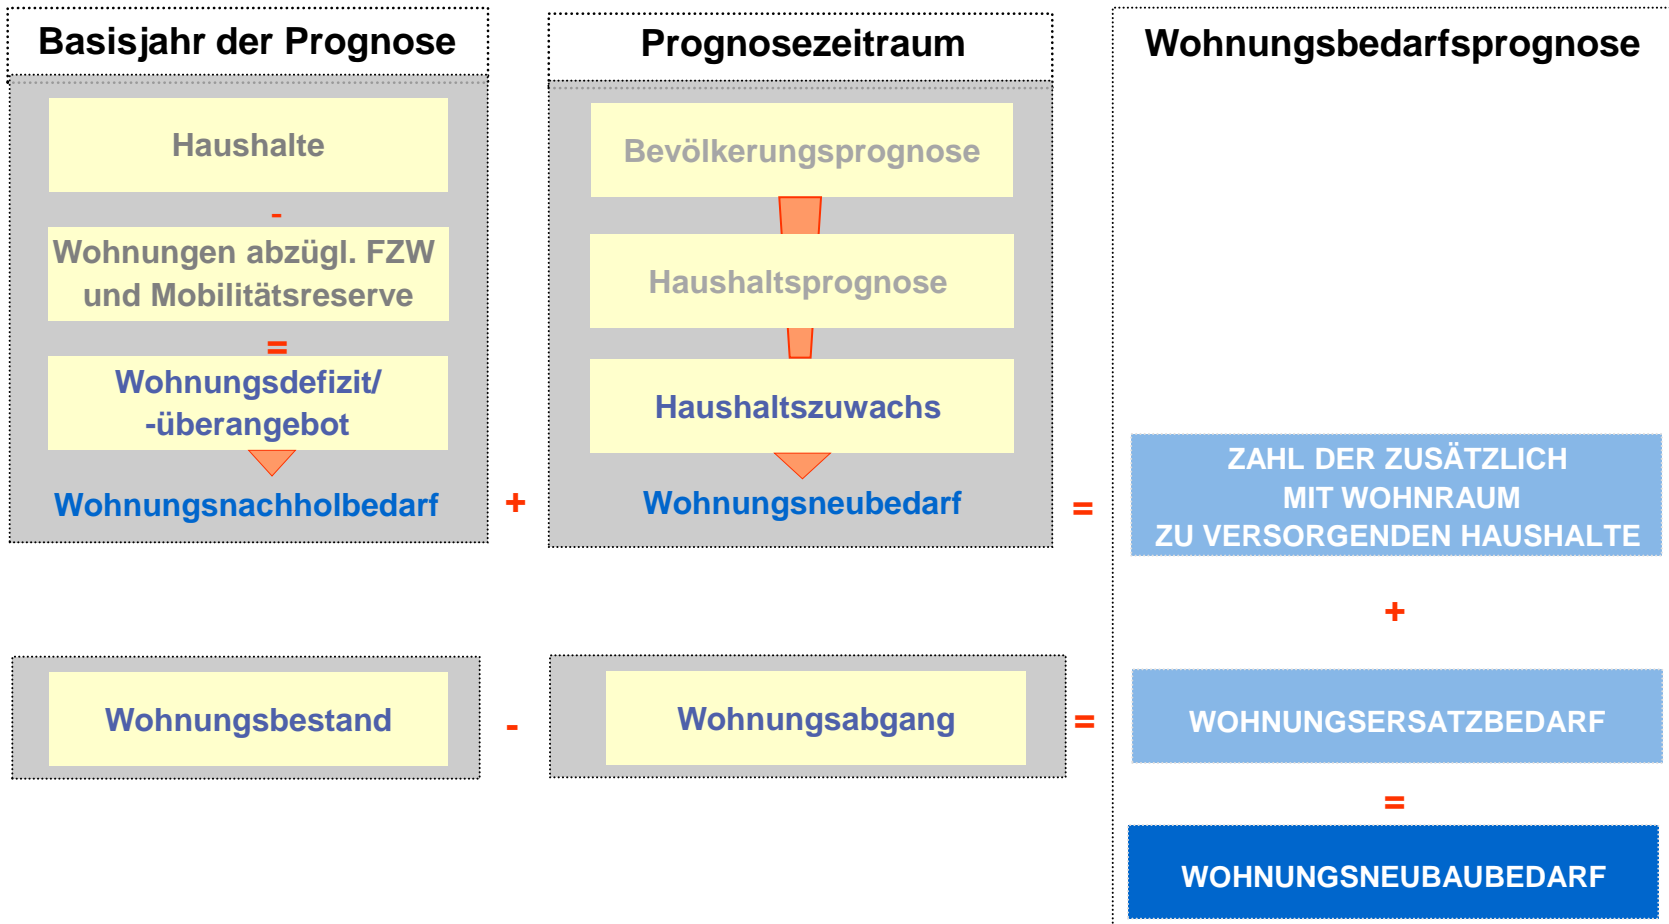 Basisjahr der Prognose
Haushalte
-
Wohnungen abzügl. FZW
und Mobilitätsreserve
=
Wohnungsdefizit/
-überangebot
Wohnungsnachholbedarf
+
Prognosezeitraum
Bevölkerungsprognose
Haushaltsprognose
Haushaltszuwachs
Wohnungsneubedarf
=
Wohnungsbedarfsprognose
ZAHL DER ZUSÄTZLICH
MIT WOHNRAUM
ZU VERSORGENDEN HAUSHALTE
+
Wohnungsbestand
-
Wohnungsabgang
=
WOHNUNGSERSATZBEDARF
=
WOHNUNGSNEUBAUBEDARF